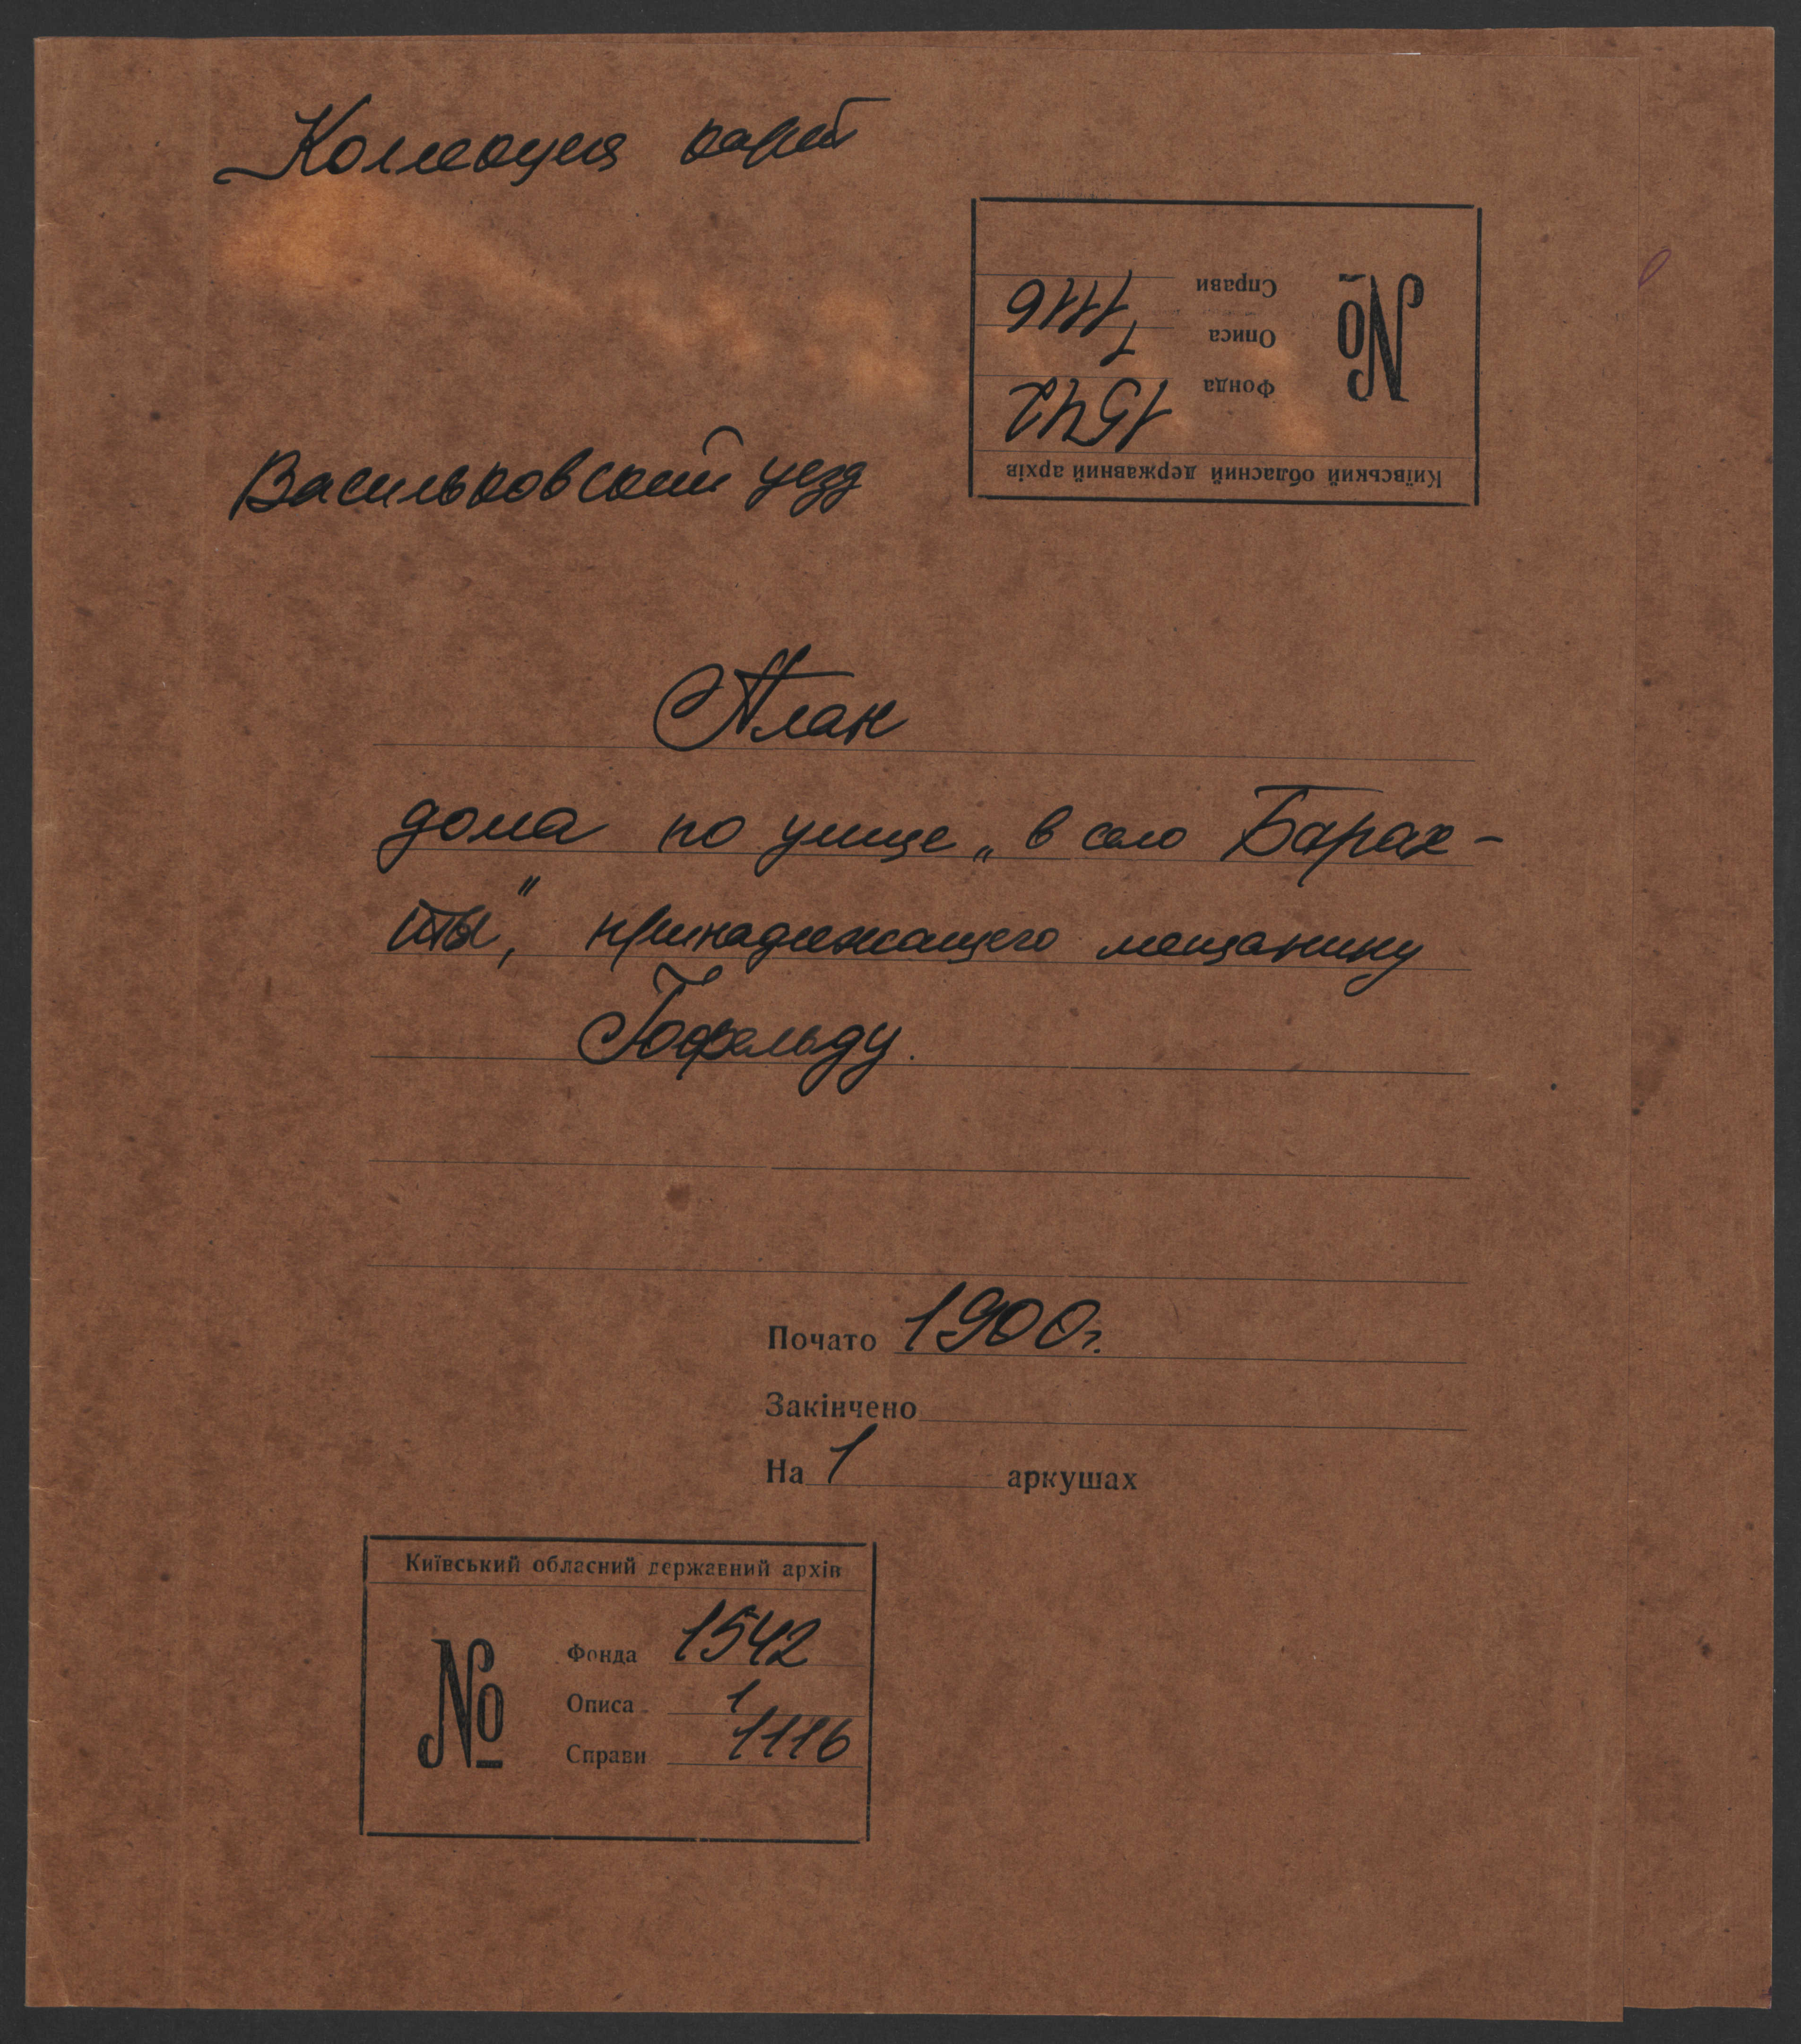 Коллекция карт
Київський обласний державний архів
№
Фонда 1542
Описа 1
Справи 1116
Васильковский уезд
План
дома по улице „в село Барах-
ты", принадлежащего мещанину
Гофельду.
Почато 1900г.
Закінчено
На 1 аркушах
Київський обласний державний архів
№
Фонда 1542
Описа 1
Справи 1116